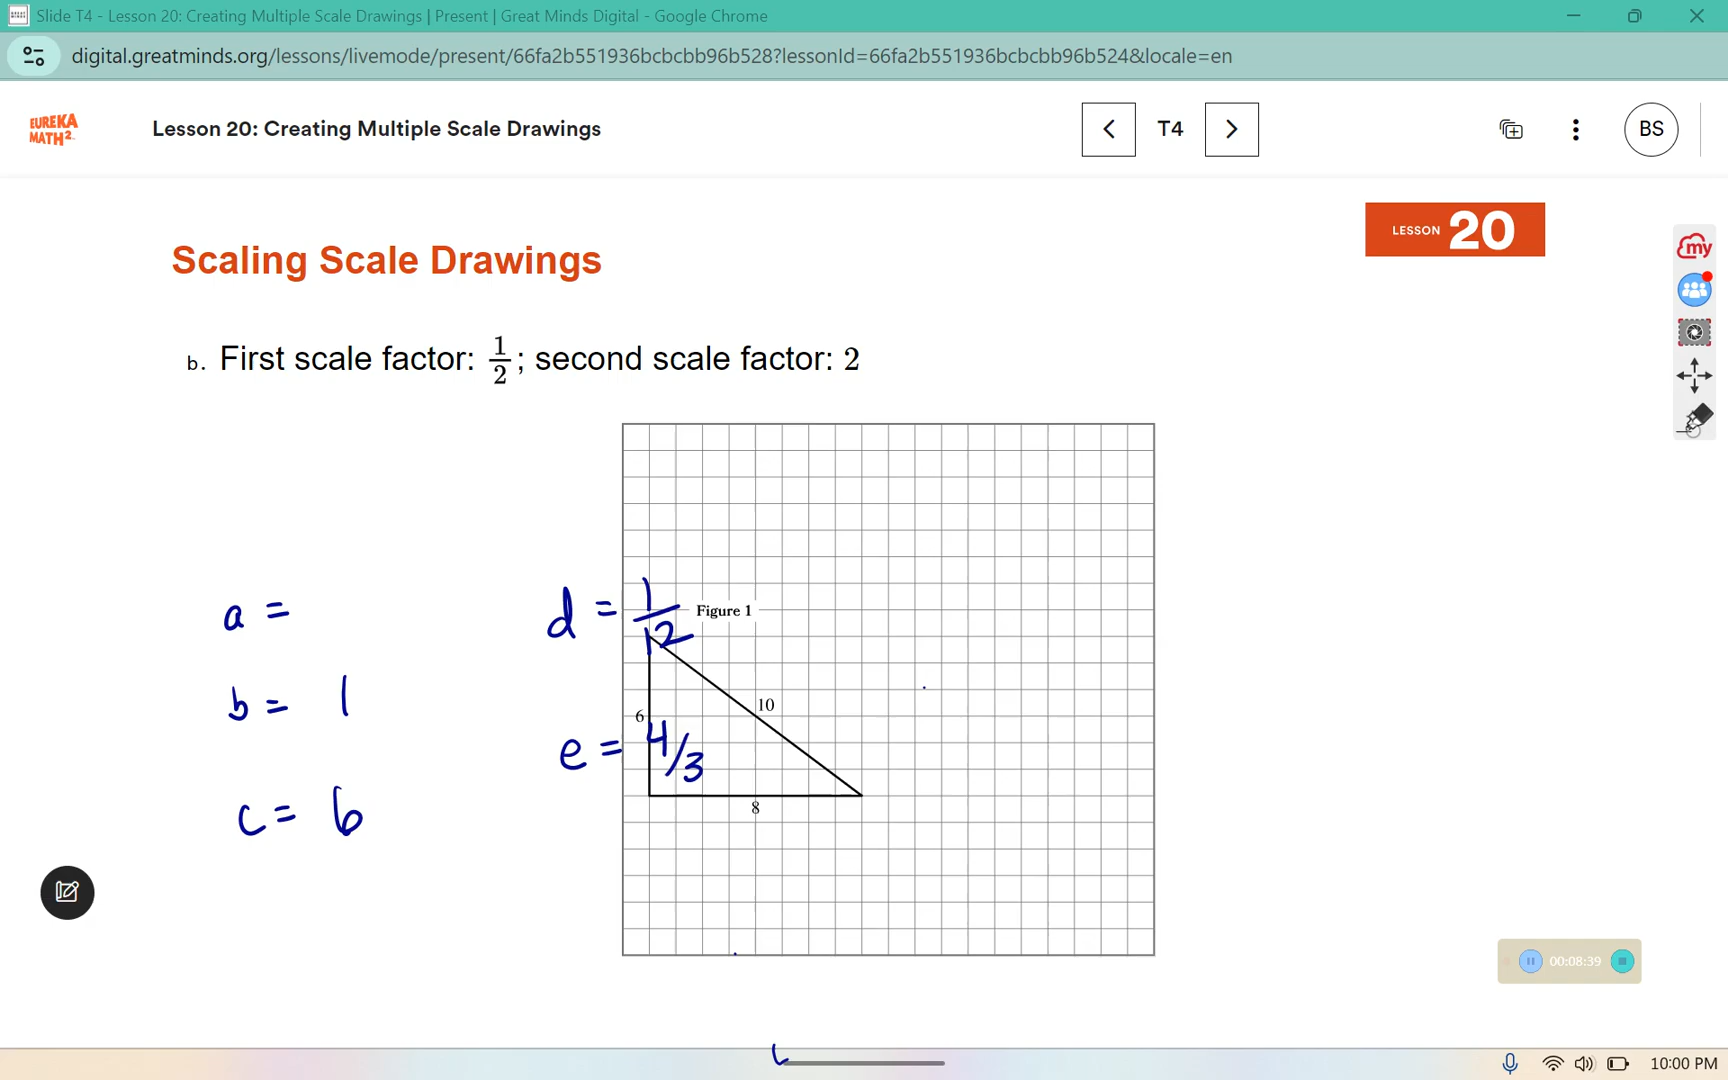 Slide T4 - Lesson 20: Creating Multiple Scale Drawings | Present | Great Minds Digital - Google Chrome
digital.greatminds.org/lessons/livemode/present/66fa2b551936bcbcbb96b528?lessonId=66fa2b551936bcbcbb96b524&locale=en
EUREKA
MATH²
Lesson 20: Creating Multiple Scale Drawings
T4
BS
LESSON 20
my
Scaling Scale Drawings
b. First scale factor: 1/2; second scale factor: 2
a =
d = 1/12
Figure 1
b = 1
10
6
e = 4/3
8
c = 6
00:08:39
10:00 PM